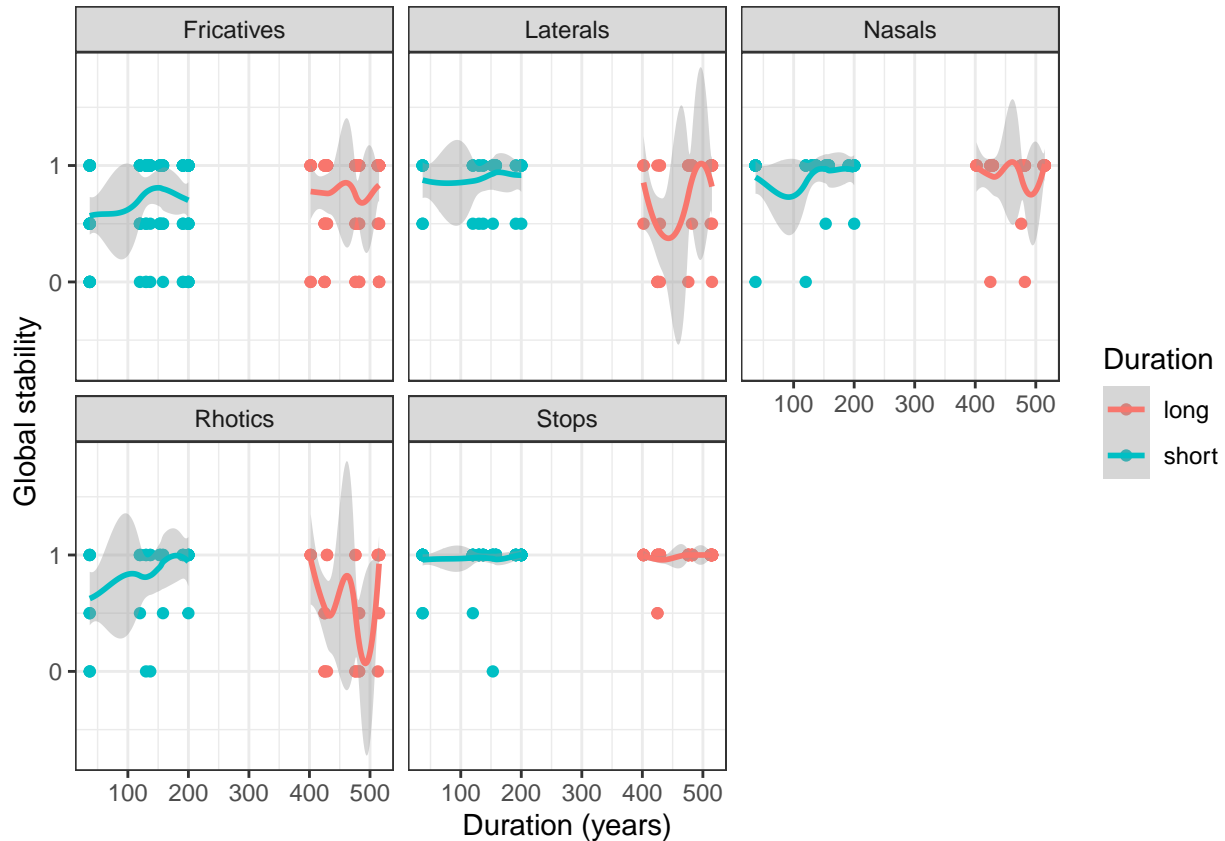 Fricatives
Laterals
Nasals
1
0
100 200 300 400 500
Rhotics
Stops
1
0
100 200 300 400 500
100 200 300 400 500
Duration (years)
Global stability
Duration
long
short